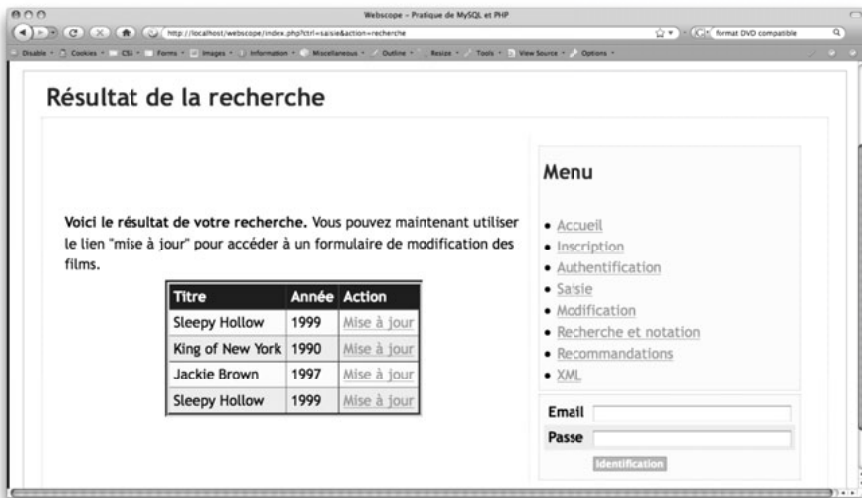 Webscope – Pratique de MySQL et PHP
http://localhost/webscope/index.php?ctrl=saisie&action=recherche
format DVD compatible
Disable
Cookies
CSS
Forms
Images
Information
Miscellaneous
Outline
Resize
Tools
View Source
Options
Résultat de la recherche
Voici le résultat de votre recherche. Vous pouvez maintenant utiliser
le lien "mise à jour" pour accéder à un formulaire de modification des
films.
Titre Année Action
Sleepy Hollow 1999 Mise à jour
King of New York 1990 Mise à jour
Jackie Brown 1997 Mise à jour
Sleepy Hollow 1999 Mise à jour
Menu
• Accueil
• Inscription
• Authentification
• Saisie
• Modification
• Recherche et notation
• Recommandations
• XML
Email
Passe
Identification